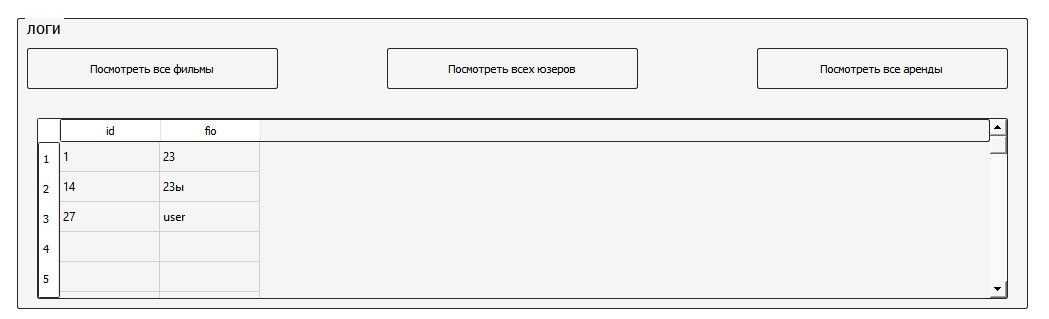 логи
Посмотреть все фильмы Посмотреть всех юзеров Посмотреть все аренды
id fio
1 1 23
2 14 23ы
3 27 user
4
5